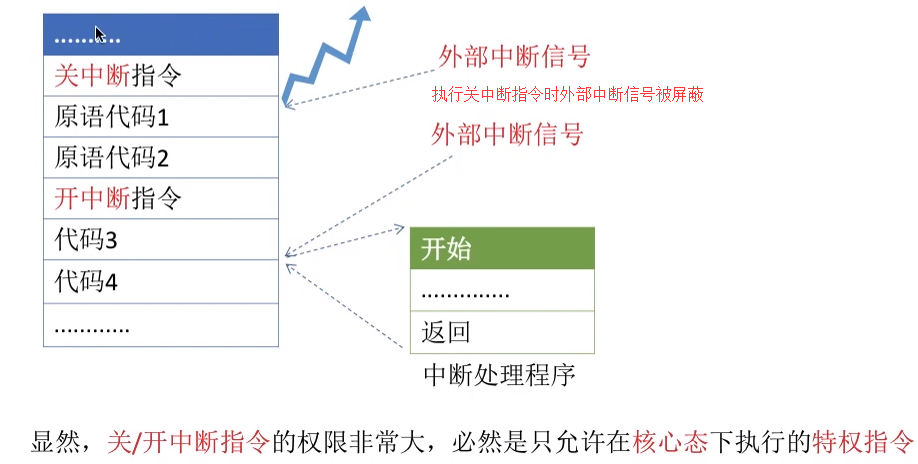 ..........
关中断指令
原语代码1
原语代码2
开中断指令
代码3
代码4
............
外部中断信号
执行关中断指令时外部中断信号被屏蔽
外部中断信号
开始
..............
返回
中断处理程序
显然，关/开中断指令的权限非常大，必然是只允许在核心态下执行的特权指令